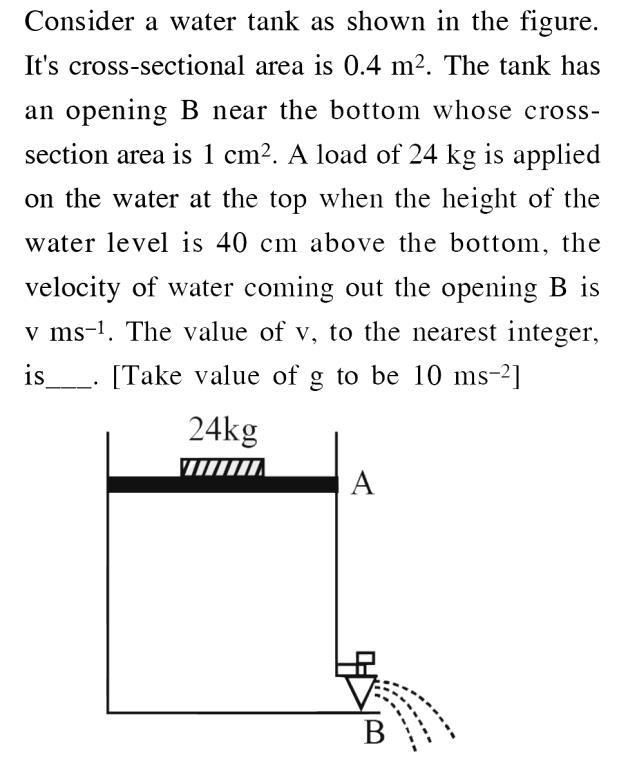 Consider a water tank as shown in the figure.
It's cross-sectional area is 0.4 m². The tank has
an opening B near the bottom whose cross-
section area is 1 cm². A load of 24 kg is applied
on the water at the top when the height of the
water level is 40 cm above the bottom, the
velocity of water coming out the opening B is
v ms⁻¹. The value of v, to the nearest integer,
is___. [Take value of g to be 10 ms⁻²]
24kg
A
B